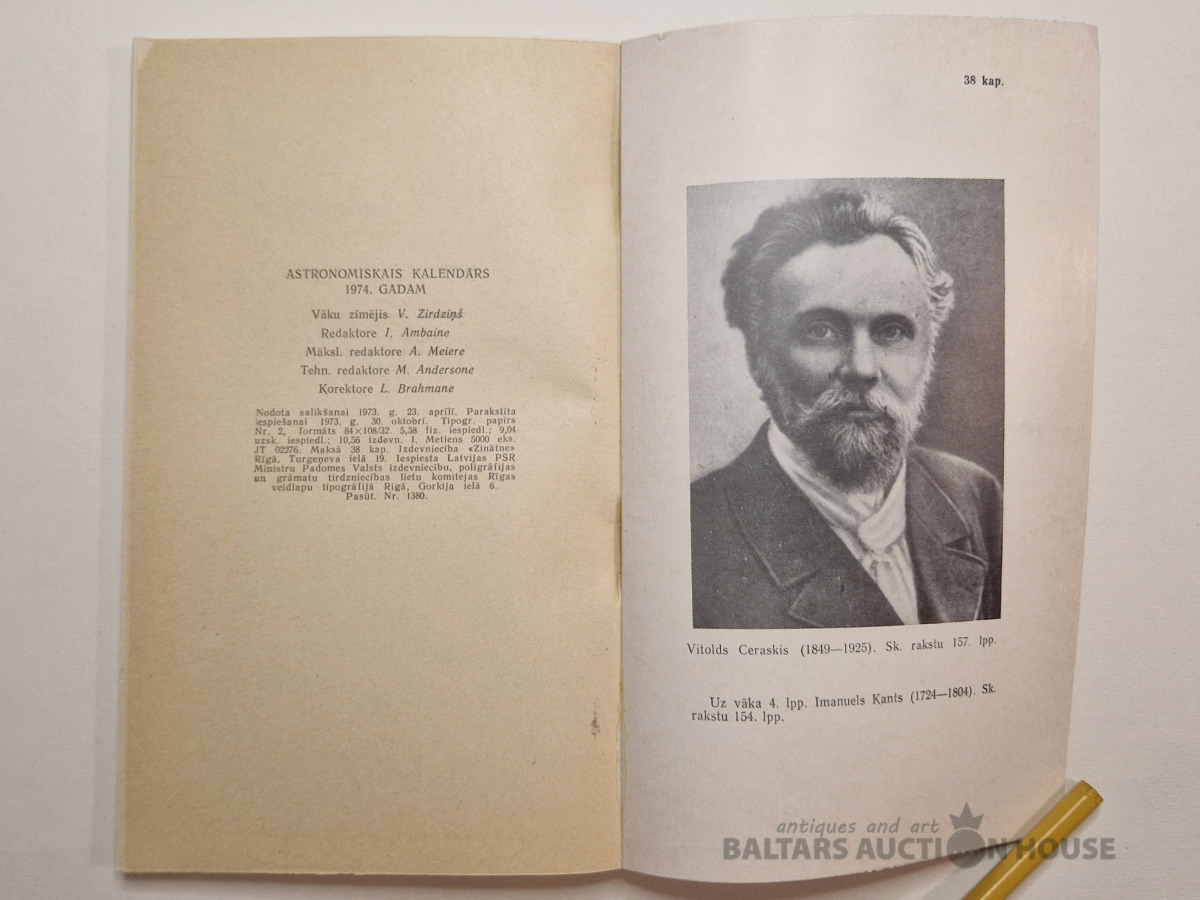 ASTRONOMISKAIS KALENDĀRS
1974. GADAM
Vāku zīmējis V. Zirdziņš
Redaktore I. Ambaine
Māksl. redaktore A. Meiere
Tehn. redaktore M. Andersone
Korektore L. Brahmane
Nodota salikšanai 1973. g. 23. aprīlī. Parakstīta
iespiešanai 1973. g. 30. oktobrī. Tipogr. papīrs
Nr. 2, formāts 84×108/32. 5,38 fiz. iespiedl.; 9,04
uzsk. iespiedl.; 10,56 izdevn. l. Metiens 5000 eks.
JT 02276. Maksā 38 kap. Izdevniecība «Zinātne»
Rīgā, Turgeņeva ielā 19. Iespiesta Latvijas PSR
Ministru Padomes Valsts izdevniecību, poligrāfijas
un grāmatu tirdzniecības lietu komitejas Rīgas
veidlapu tipogrāfijā Rīgā, Gorkija ielā 6.
Pasūt. Nr. 1380.
38 kap.
Vitolds Ceraskis (1849—1925). Sk. rakstu 157. lpp.
Uz vāka 4. lpp. Imanuels Kants (1724—1804). Sk.
rakstu 154. lpp.
antiques and art
BALTARS AUCTION HOUSE